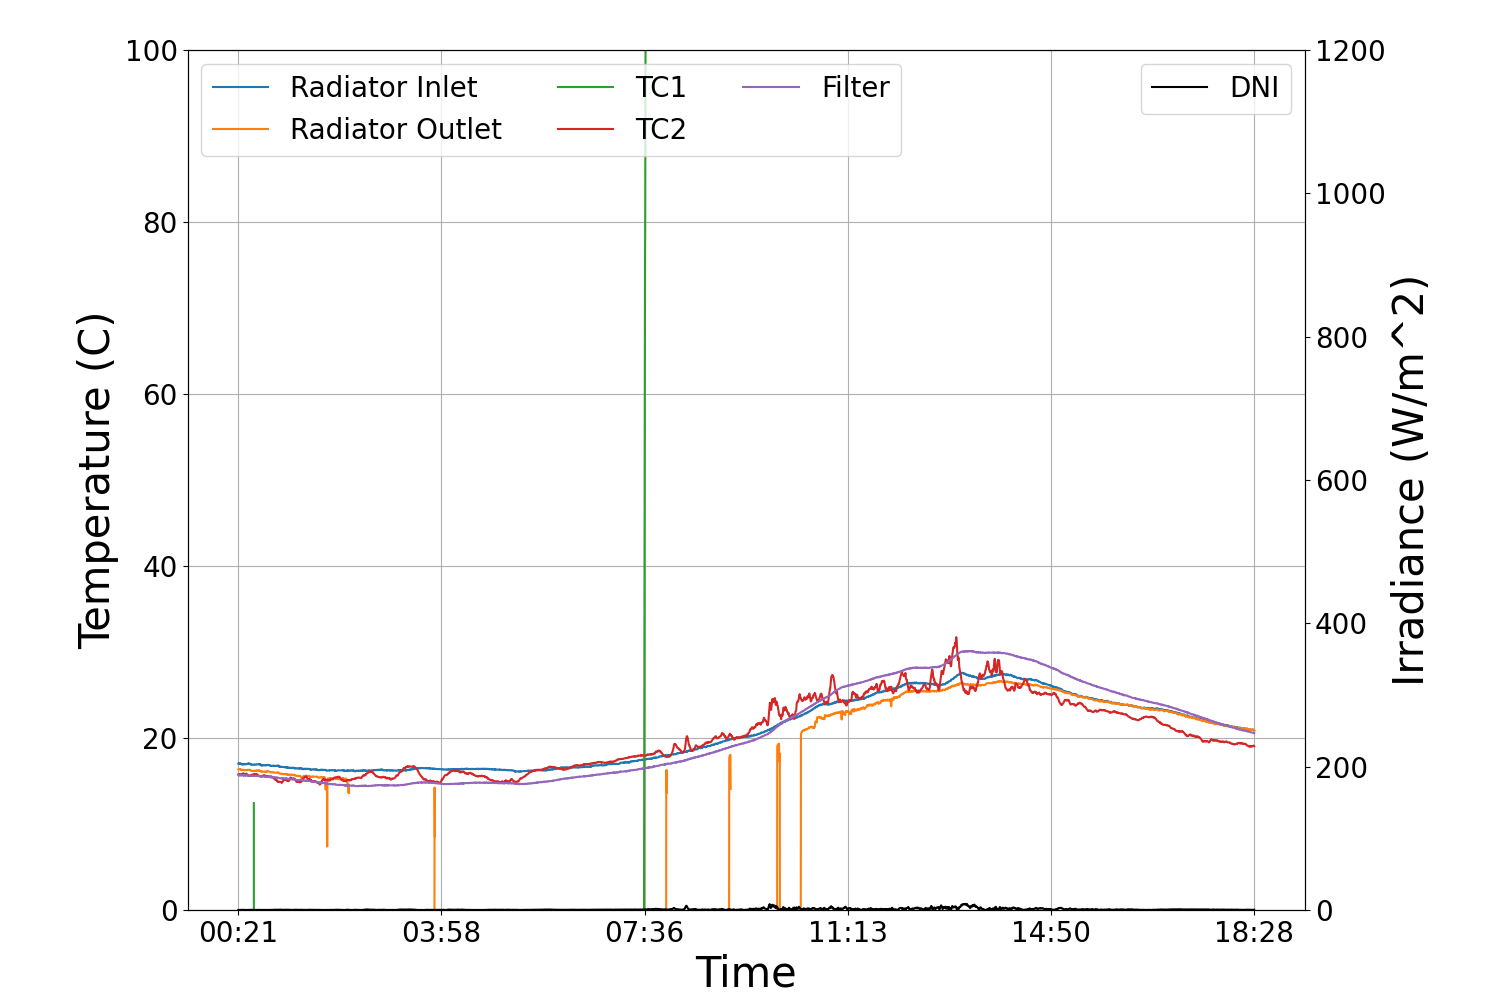 Radiator Inlet
Radiator Outlet
TC1
TC2
Filter
DNI
100
80
60
40
20
0
Temperature (C)
1200
1000
800
600
400
200
0
Irradiance (W/m^2)
00:21 03:58 07:36 11:13 14:50 18:28
Time